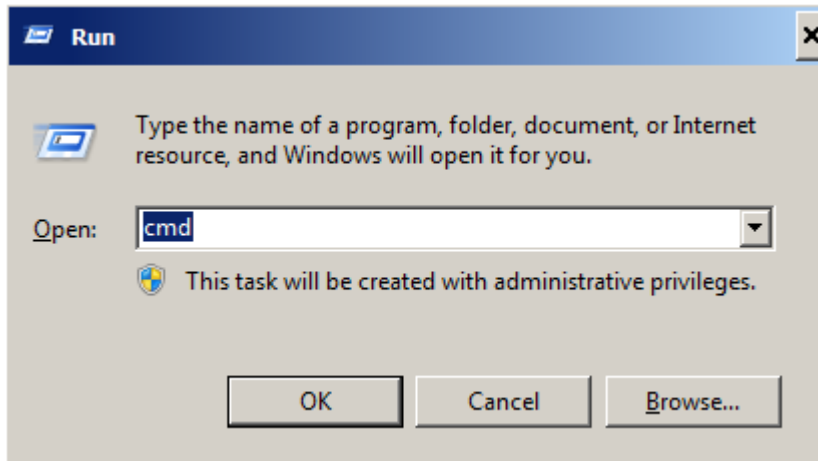 Run
Type the name of a program, folder, document, or Internet
resource, and Windows will open it for you.
Open: cmd
This task will be created with administrative privileges.
OK Cancel Browse...